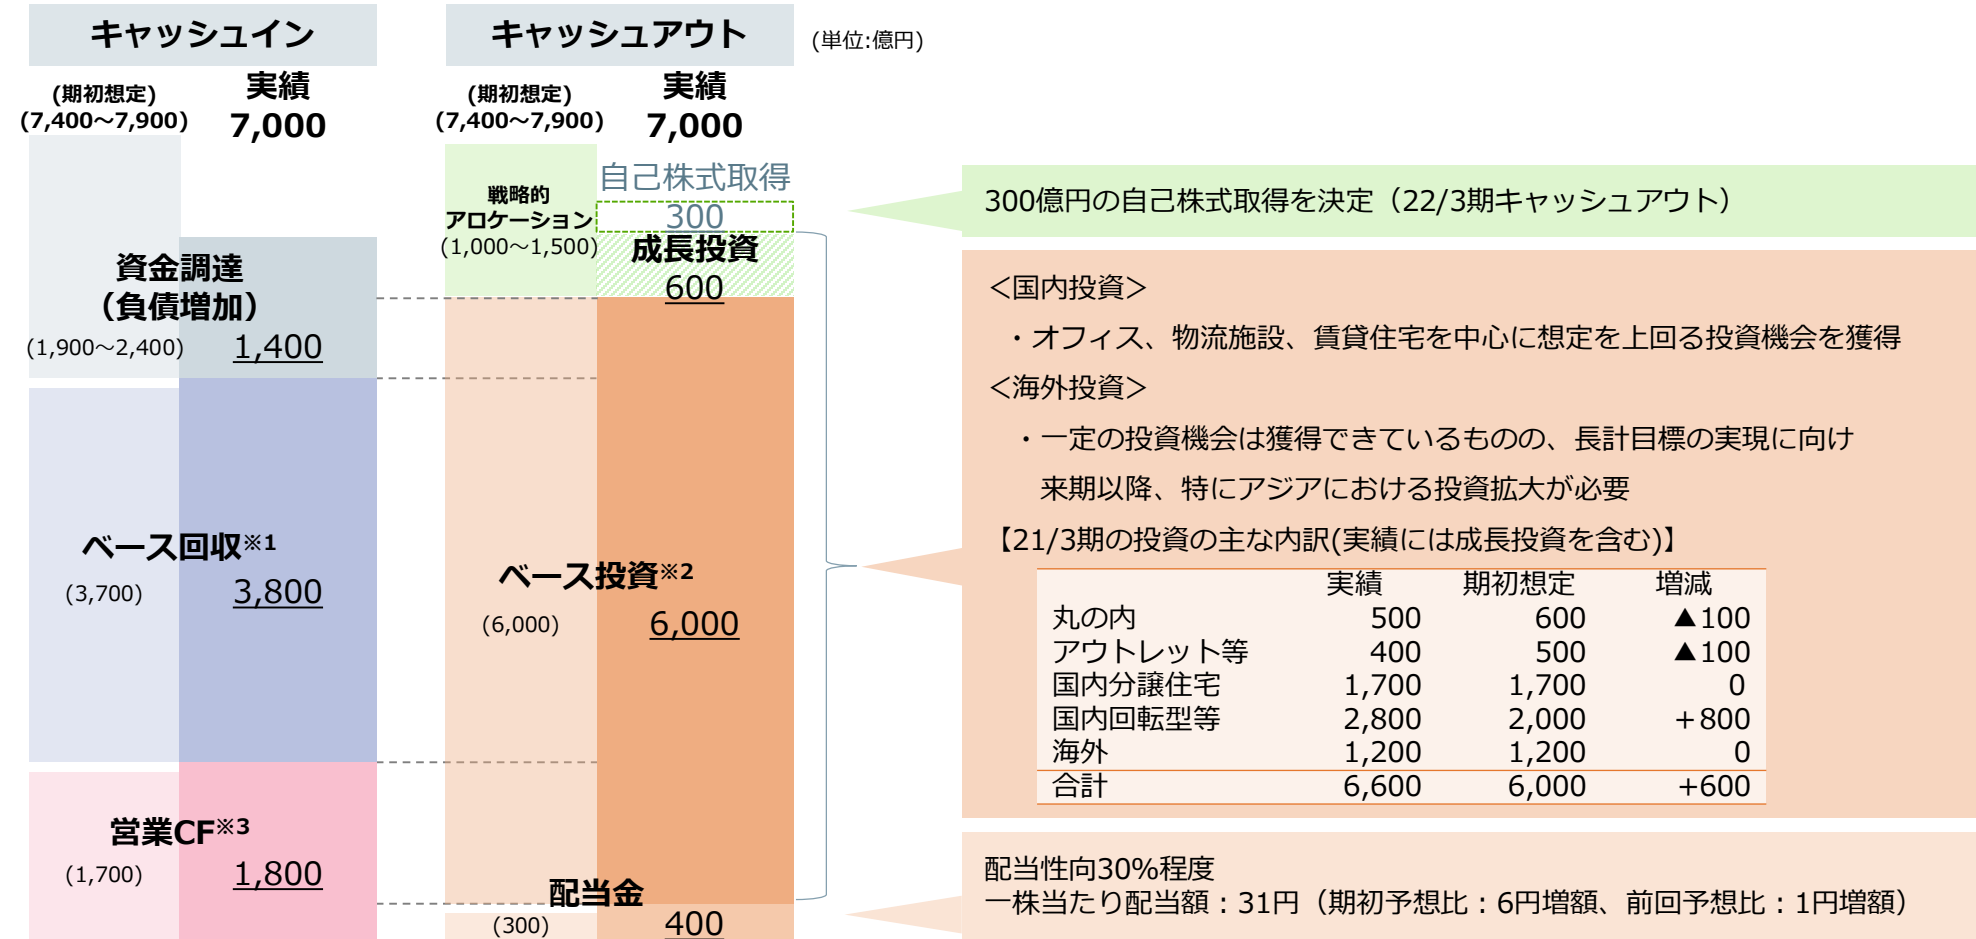 キャッシュイン
キャッシュアウト
(単位:億円)
(期初想定)
(7,400～7,900)
実績
7,000
(期初想定)
(7,400～7,900)
実績
7,000
資金調達
（負債増加）
(1,900～2,400)
1,400
ベース回収※1
(3,700)
3,800
営業CF※3
(1,700)
1,800
戦略的
アロケーション
(1,000～1,500)
自己株式取得
300
成長投資
600
ベース投資※2
(6,000)
6,000
配当金
(300)
400
300億円の自己株式取得を決定（22/3期キャッシュアウト）
＜国内投資＞
・オフィス、物流施設、賃貸住宅を中心に想定を上回る投資機会を獲得
＜海外投資＞
・一定の投資機会は獲得できているものの、長計目標の実現に向け
来期以降、特にアジアにおける投資拡大が必要
【21/3期の投資の主な内訳(実績には成長投資を含む)】
実績 期初想定 増減
丸の内 500 600 ▲100
アウトレット等 400 500 ▲100
国内分譲住宅 1,700 1,700 0
国内回転型等 2,800 2,000 ＋800
海外 1,200 1,200 0
合計 6,600 6,000 +600
配当性向30%程度
一株当たり配当額：31円（期初予想比：6円増額、前回予想比：1円増額）